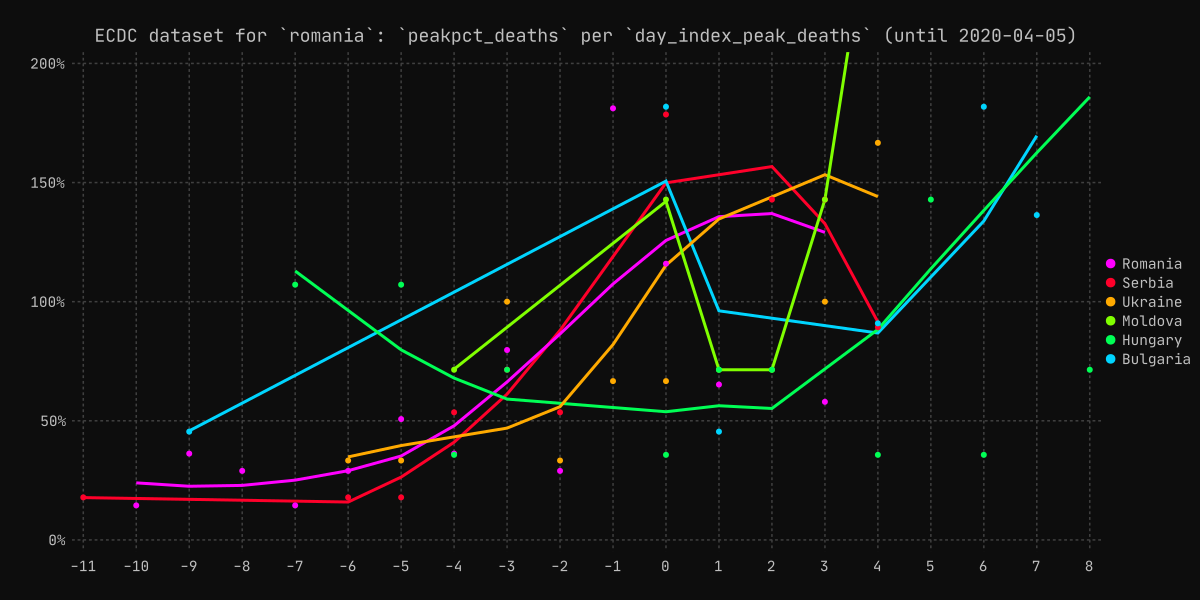 ECDC dataset for `romania`: `peakpct_deaths` per `day_index_peak_deaths` (until 2020-04-05)
200%
150%
100%
50%
0%
-11 -10 -9 -8 -7 -6 -5 -4 -3 -2 -1 0 1 2 3 4 5 6 7 8
Romania
Serbia
Ukraine
Moldova
Hungary
Bulgaria